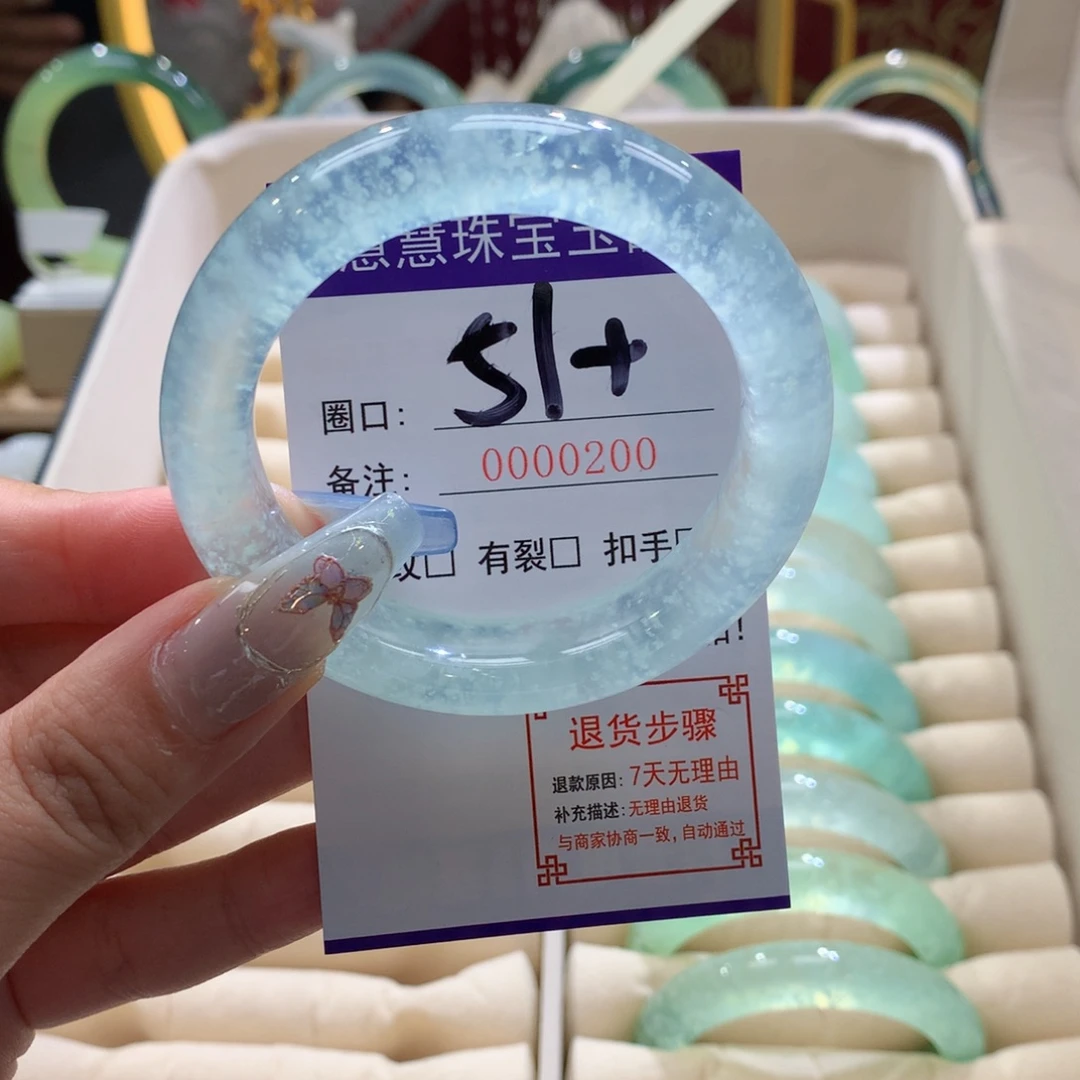 慧慧珠宝玉
圈口: 51+
备注: 0000200
纹□ 有裂□ 扣手□
退货步骤
退款原因: 7天无理由
补充描述: 无理由退货
与商家协商一致, 自动通过